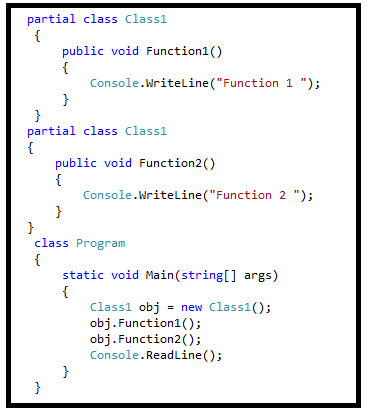 partial class Class1
{
public void Function1()
{
Console.WriteLine("Function 1 ");
}
}
partial class Class1
{
public void Function2()
{
Console.WriteLine("Function 2 ");
}
}
class Program
{
static void Main(string[] args)
{
Class1 obj = new Class1();
obj.Function1();
obj.Function2();
Console.ReadLine();
}
}